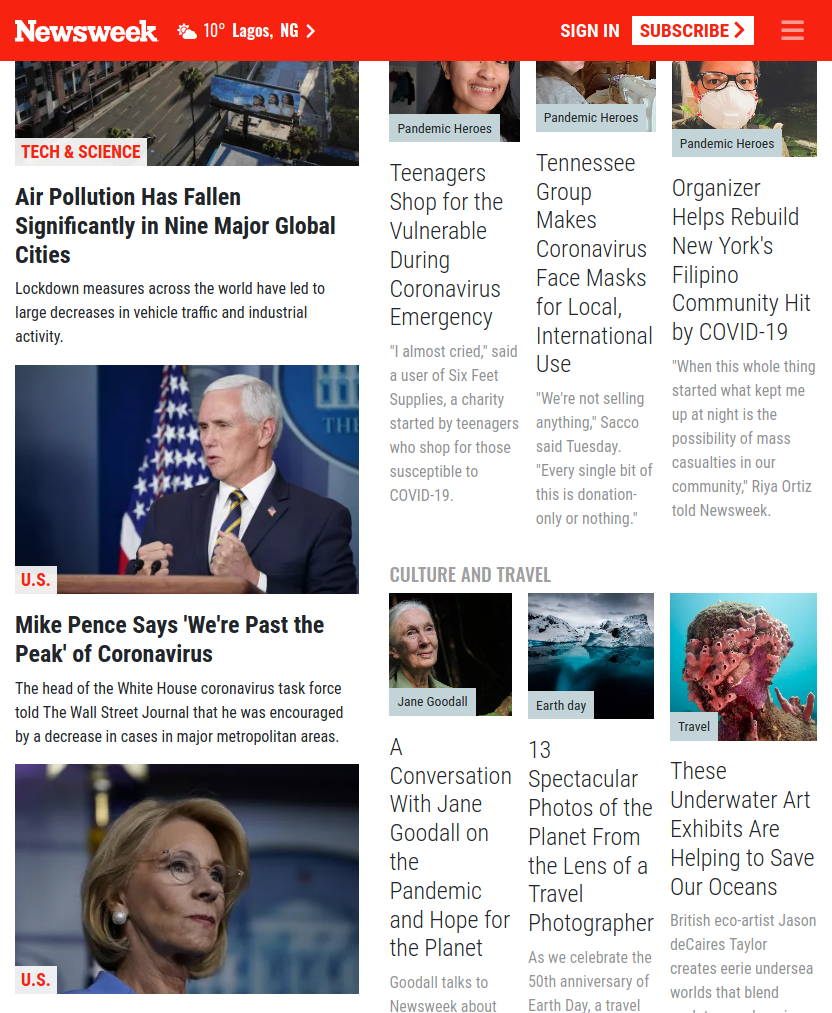 Newsweek
10° Lagos, NG
SIGN IN
SUBSCRIBE
TECH & SCIENCE
Air Pollution Has Fallen
Significantly in Nine Major Global
Cities
Lockdown measures across the world have led to
large decreases in vehicle traffic and industrial
activity.
THE
U.S.
Mike Pence Says 'We're Past the
Peak' of Coronavirus
The head of the White House coronavirus task force
told The Wall Street Journal that he was encouraged
by a decrease in cases in major metropolitan areas.
U.S.
Pandemic Heroes
Teenagers
Shop for the
Vulnerable
During
Coronavirus
Emergency
"I almost cried," said
a user of Six Feet
Supplies, a charity
started by teenagers
who shop for those
susceptible to
COVID-19.
Pandemic Heroes
Tennessee
Group
Makes
Coronavirus
Face Masks
for Local,
International
Use
"We're not selling
anything," Sacco
said Tuesday.
"Every single bit of
this is donation-
only or nothing."
Pandemic Heroes
Organizer
Helps Rebuild
New York's
Filipino
Community Hit
by COVID-19
"When this whole thing
started what kept me
up at night is the
possibility of mass
casualties in our
community," Riya Ortiz
told Newsweek.
CULTURE AND TRAVEL
Jane Goodall
A
Conversation
With Jane
Goodall on
the
Pandemic
and Hope for
the Planet
Goodall talks to
Newsweek about
Earth day
13
Spectacular
Photos of the
Planet From
the Lens of a
Travel
Photographer
As we celebrate the
50th anniversary of
Earth Day, a travel
Travel
These
Underwater Art
Exhibits Are
Helping to Save
Our Oceans
British eco-artist Jason
deCaires Taylor
creates eerie undersea
worlds that blend